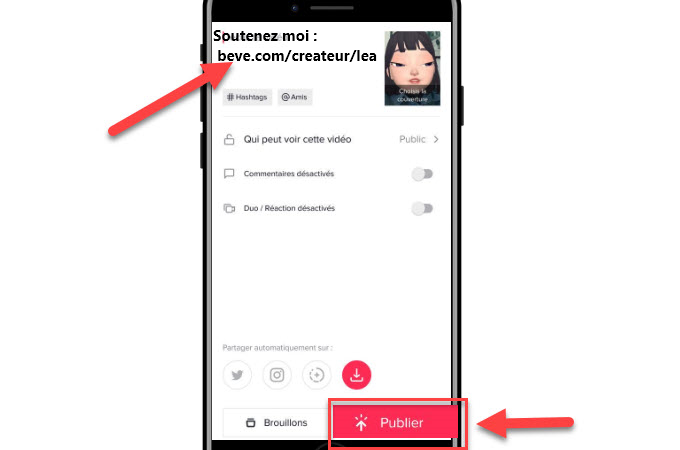 Soutenez moi :
beve.com/createur/lea
Choisir la
couverture
# Hashtags
@ Amis
Qui peut voir cette vidéo
Public >
Commentaires désactivés
Duo / Réaction désactivés
Partager automatiquement sur :
Brouillons
Publier